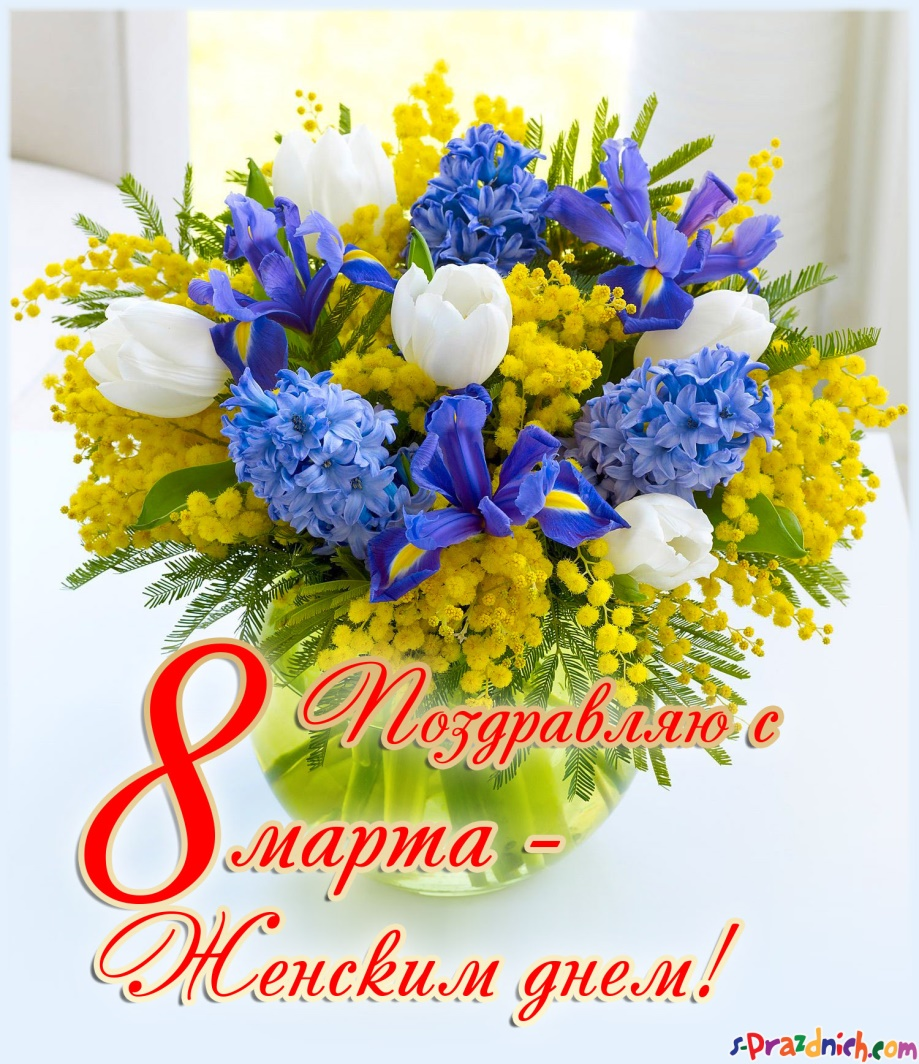 Поздравляю с
8 марта -
Женским днем!
s-Prazdnich.com